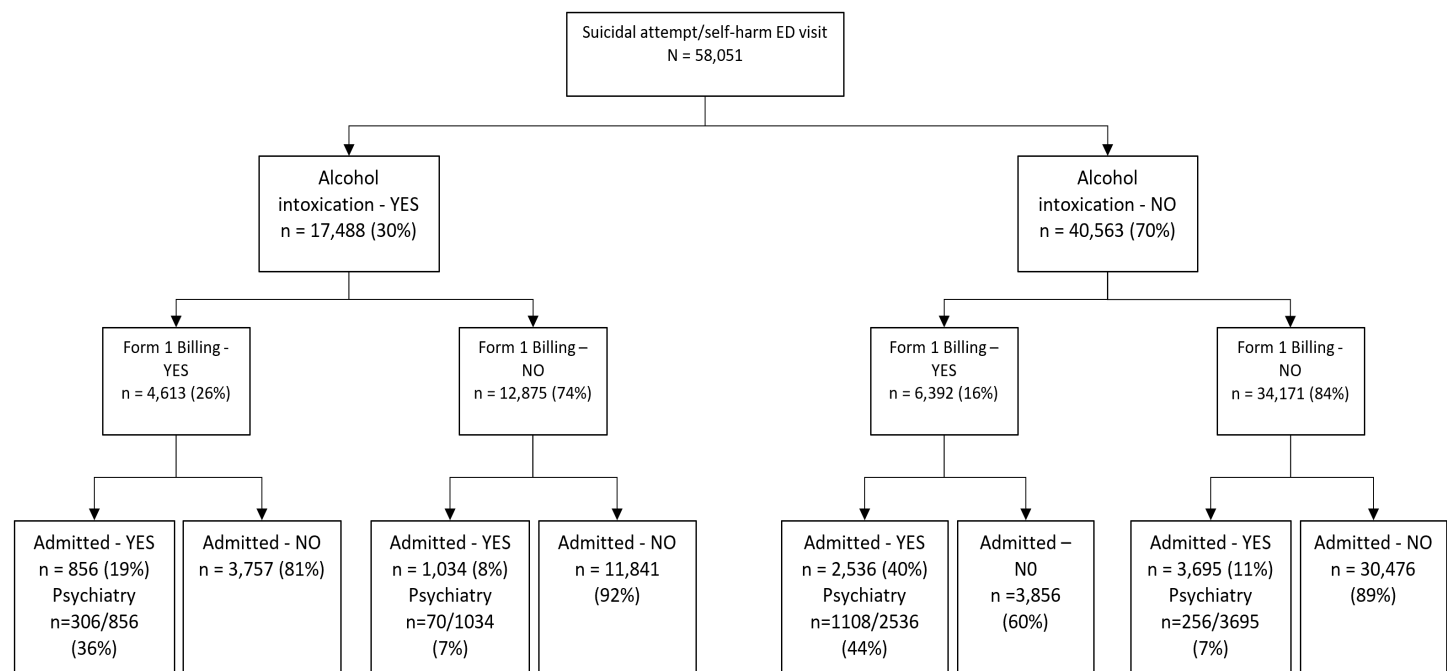 Suicidal attempt/self-harm ED visit
N = 58,051
Alcohol
intoxication - YES
n = 17,488 (30%)
Alcohol
intoxication - NO
n = 40,563 (70%)
Form 1 Billing -
YES
n = 4,613 (26%)
Form 1 Billing –
NO
n = 12,875 (74%)
Form 1 Billing –
YES
n = 6,392 (16%)
Form 1 Billing -
NO
n = 34,171 (84%)
Admitted - YES
n = 856 (19%)
Psychiatry
n=306/856
(36%)
Admitted - NO
n = 3,757 (81%)
Admitted - YES
n = 1,034 (8%)
Psychiatry
n=70/1034
(7%)
Admitted - NO
n = 11,841
(92%)
Admitted - YES
n = 2,536 (40%)
Psychiatry
n=1108/2536
(44%)
Admitted –
N0
n =3,856
(60%)
Admitted - YES
n = 3,695 (11%)
Psychiatry
n=256/3695
(7%)
Admitted - NO
n = 30,476
(89%)